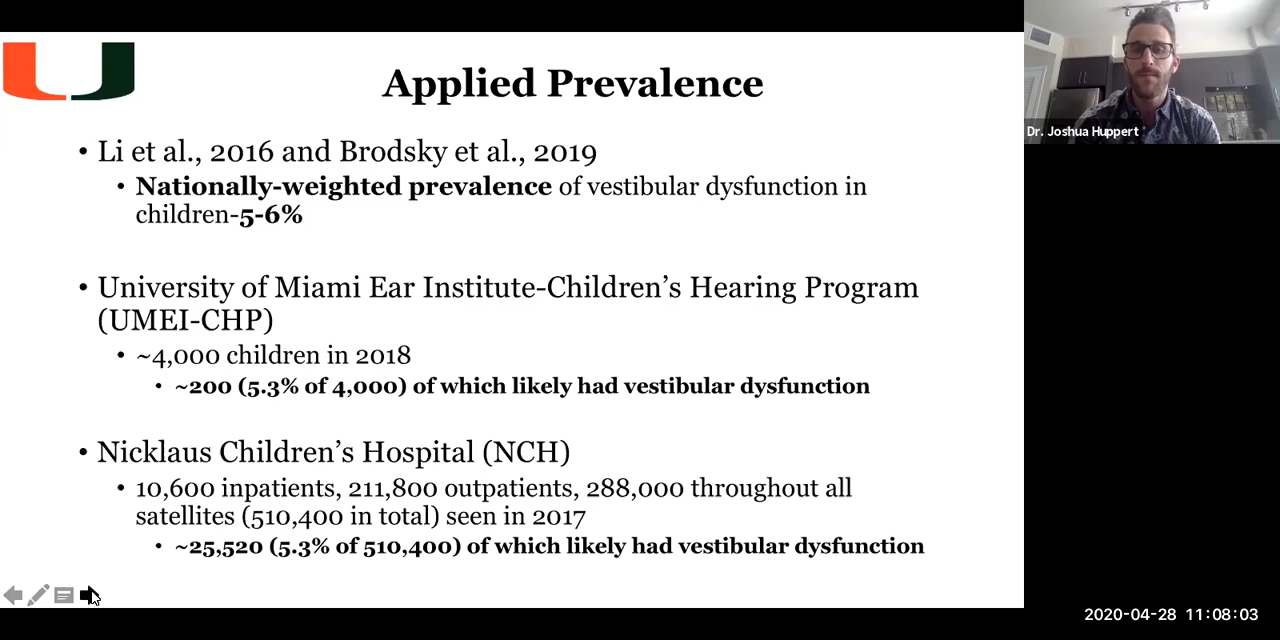 Applied Prevalence
• Li et al., 2016 and Brodsky et al., 2019
• Nationally-weighted prevalence of vestibular dysfunction in
children-5-6%
• University of Miami Ear Institute-Children's Hearing Program
(UMEI-CHP)
• ~4,000 children in 2018
• ~200 (5.3% of 4,000) of which likely had vestibular dysfunction
• Nicklaus Children's Hospital (NCH)
• 10,600 inpatients, 211,800 outpatients, 288,000 throughout all
satellites (510,400 in total) seen in 2017
• ~25,520 (5.3% of 510,400) of which likely had vestibular dysfunction
Dr. Joshua Huppert
2020-04-28 11:08:03